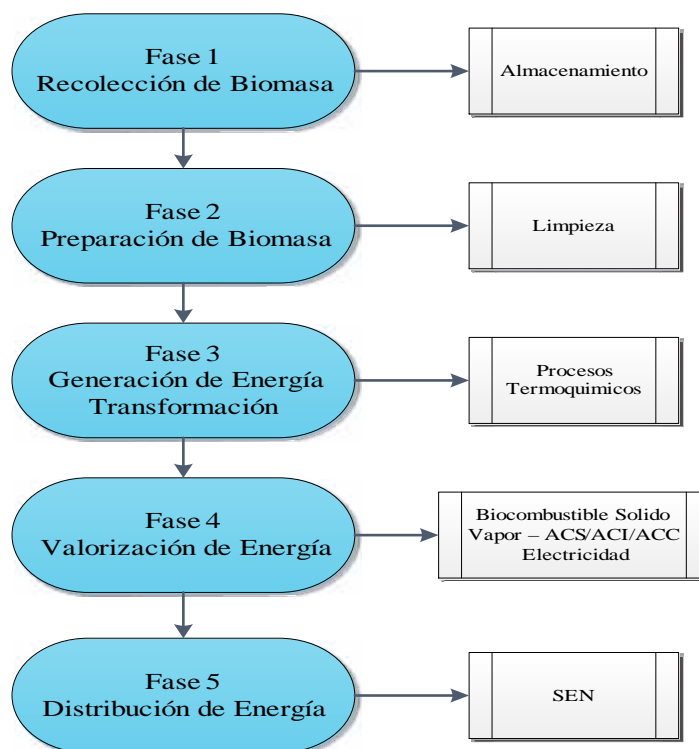 Fase 1
Recolección de Biomasa
Almacenamiento
Fase 2
Preparación de Biomasa
Limpieza
Fase 3
Generación de Energía
Transformación
Procesos
Termoquimicos
Fase 4
Valorización de Energía
Biocombustible Solido
Vapor – ACS/ACI/ACC
Electricidad
Fase 5
Distribución de Energía
SEN